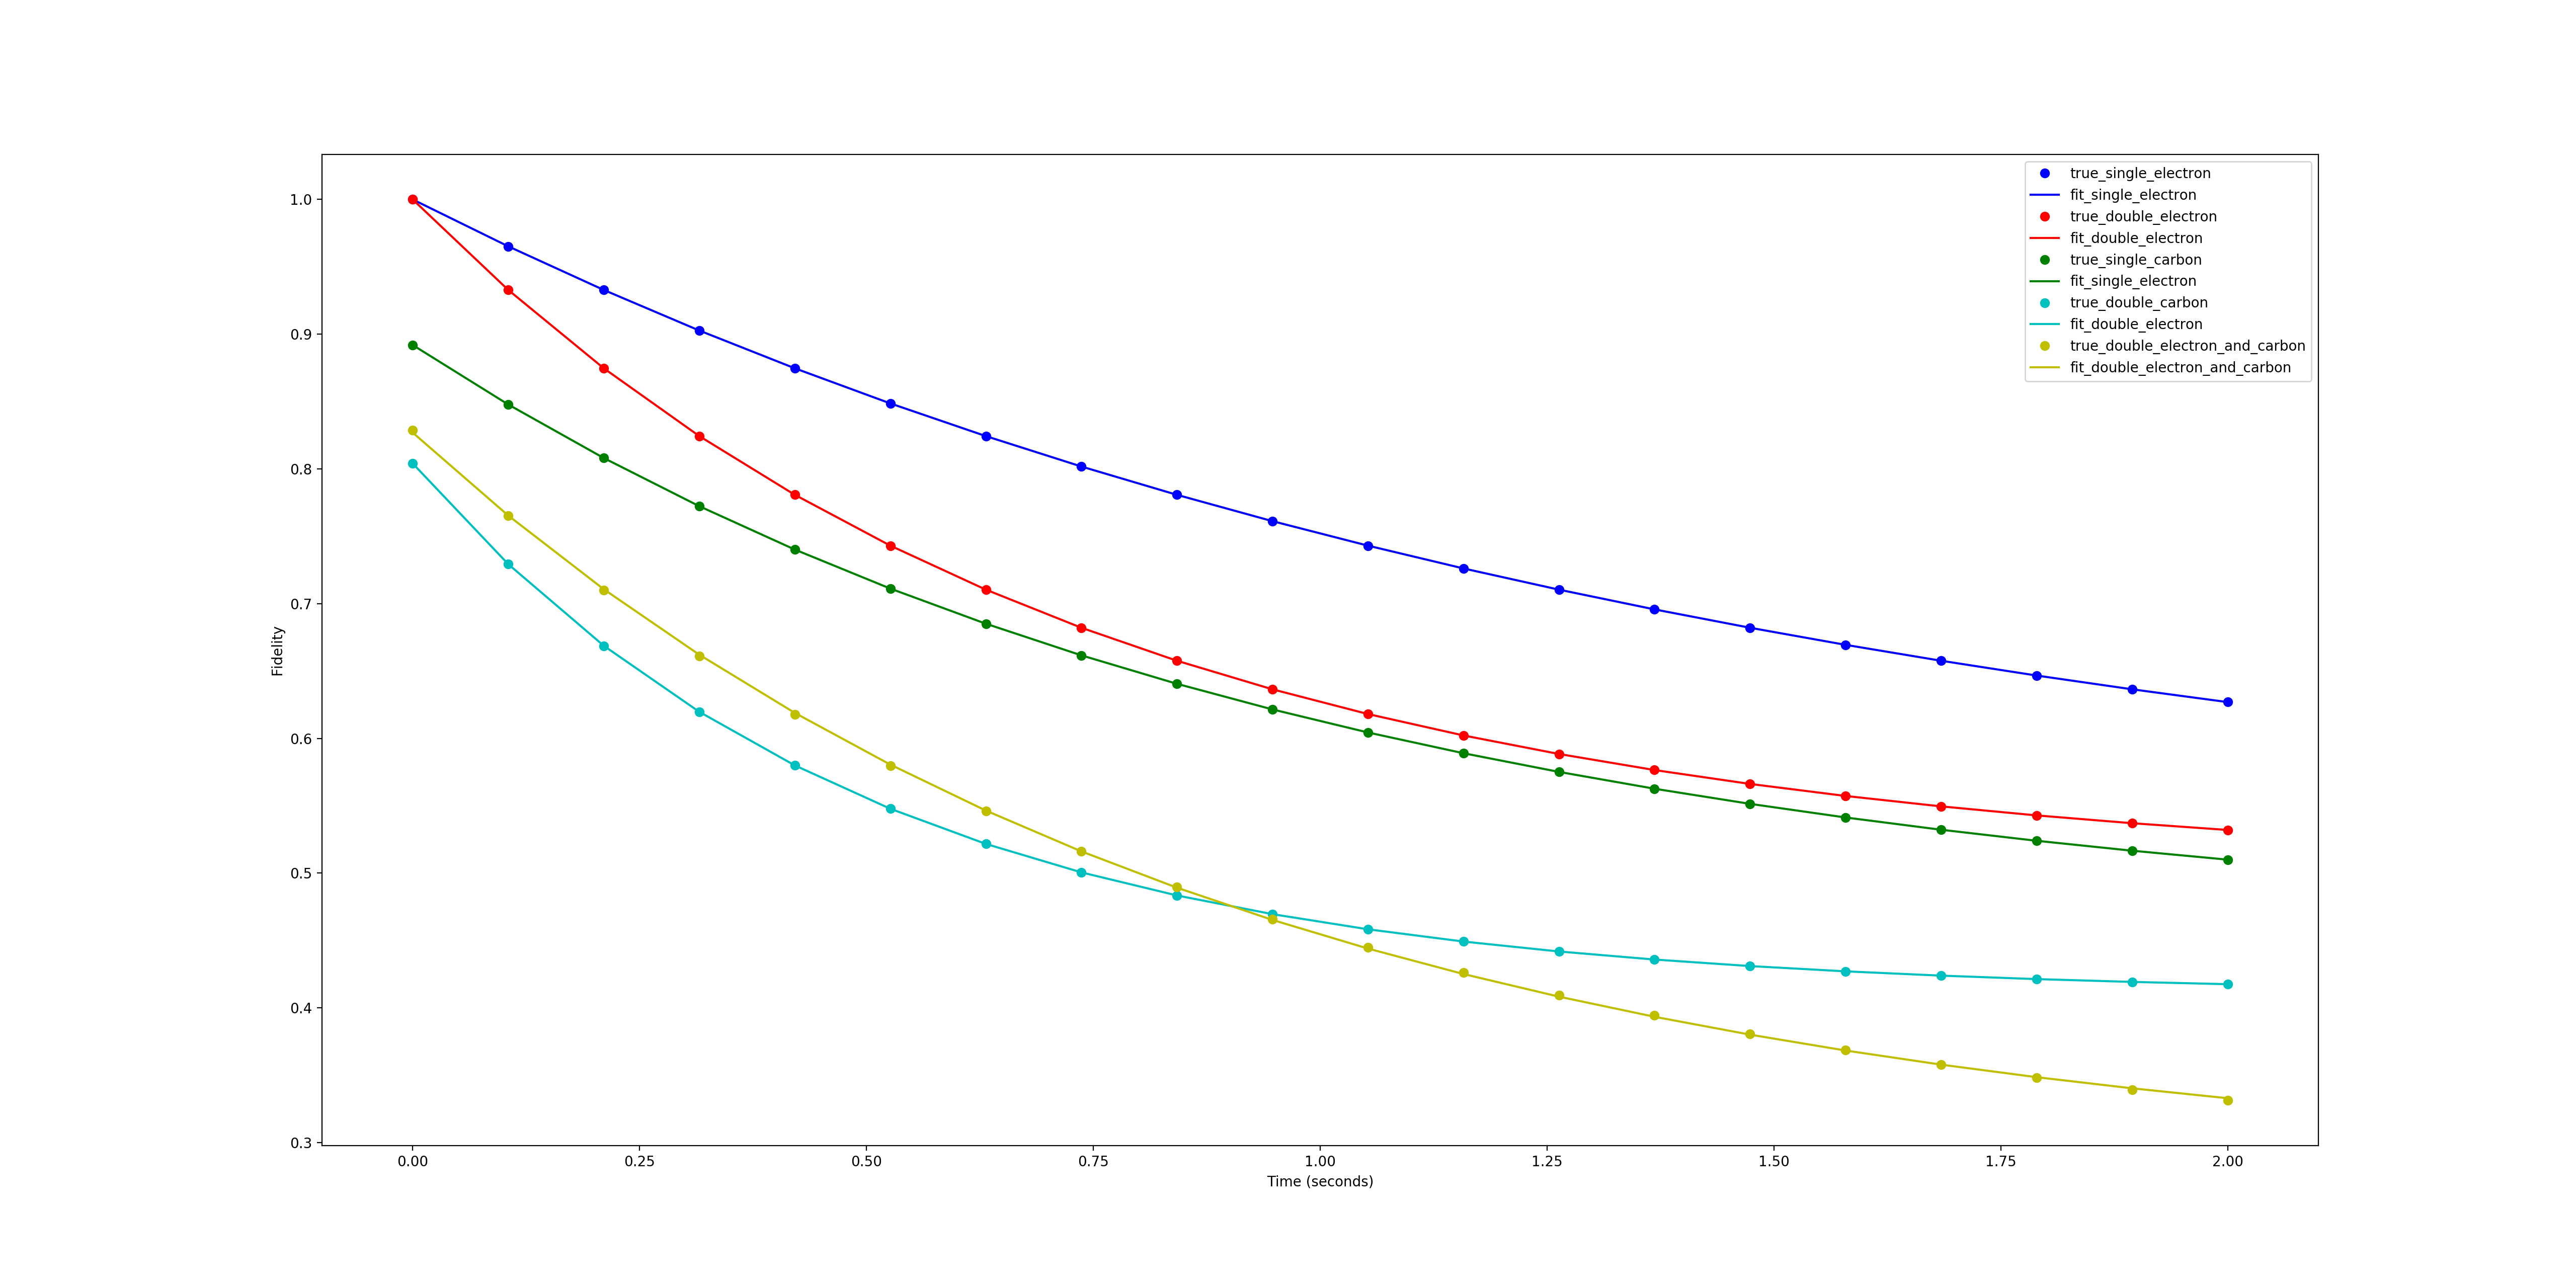 true_single_electron
fit_single_electron
true_double_electron
fit_double_electron
true_single_carbon
fit_single_electron
true_double_carbon
fit_double_electron
true_double_electron_and_carbon
fit_double_electron_and_carbon
1.0
0.9
0.8
0.7
0.6
0.5
0.4
0.3
Fidelity
0.00 0.25 0.50 0.75 1.00 1.25 1.50 1.75 2.00
Time (seconds)